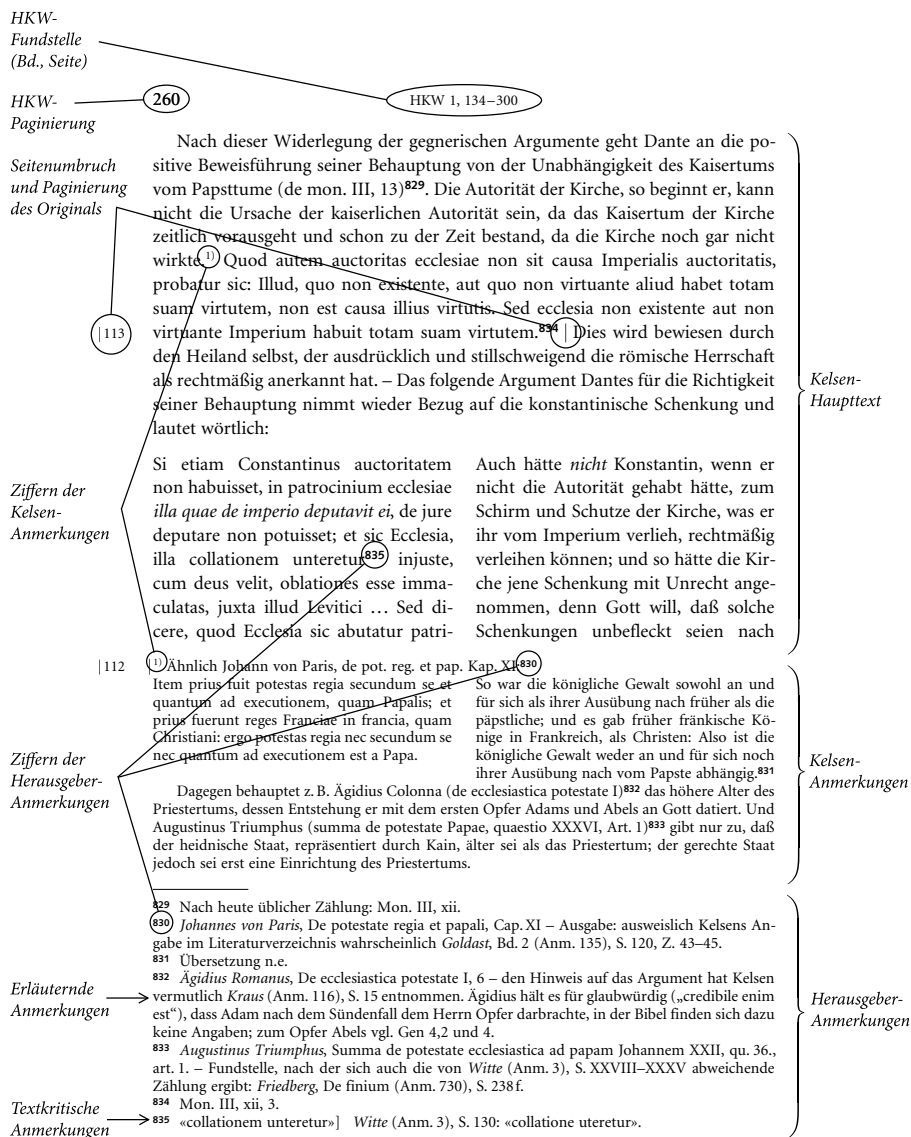 HKW-
Fundstelle
(Bd., Seite)
HKW-
Paginierung
260
HKW 1, 134–300
Seitenumbruch
und Paginierung
des Originals
Nach dieser Widerlegung der gegnerischen Argumente geht Dante an die po-
sitive Beweisführung seiner Behauptung von der Unabhängigkeit des Kaisertums
vom Papsttume (de mon. III, 13)829. Die Autorität der Kirche, so beginnt er, kann
nicht die Ursache der kaiserlichen Autorität sein, da das Kaisertum der Kirche
zeitlich vorausgeht und schon zu der Zeit bestand, da die Kirche noch gar nicht
wirkte.1) Quod autem auctoritas ecclesiae non sit causa Imperialis auctoritatis,
probatur sic: Illud, quo non existente, aut quo non virtuante aliud habet totam
suam virtutem, non est causa illius virtutis. Sed ecclesia non existente aut non
|113 virtuante Imperium habuit totam suam virtutem.834 | Dies wird bewiesen durch
den Heiland selbst, der ausdrücklich und stillschweigend die römische Herrschaft
als rechtmäßig anerkannt hat. – Das folgende Argument Dantes für die Richtigkeit
seiner Behauptung nimmt wieder Bezug auf die konstantinische Schenkung und
lautet wörtlich:
Kelsen-
Haupttext
Ziffern der
Kelsen-
Anmerkungen
Si etiam Constantinus auctoritatem
non habuisset, in patrocinium ecclesiae
illa quae de imperio deputavit ei, de jure
deputare non potuisset; et sic Ecclesia,
illa collationem unteretur835 injuste,
cum deus velit, oblationes esse imma-
culatas, juxta illud Levitici … Sed di-
cere, quod Ecclesia sic abutatur patri-
Auch hätte nicht Konstantin, wenn er
nicht die Autorität gehabt hätte, zum
Schirm und Schutze der Kirche, was er
ihr vom Imperium verlieh, rechtmäßig
verleihen können; und so hätte die Kir-
che jene Schenkung mit Unrecht ange-
nommen, denn Gott will, daß solche
Schenkungen unbefleckt seien nach
|112 | 1) Ähnlich Johann von Paris, de pot. reg. et pap. Kap. XI.830
Item prius fuit potestas regia secundum se et
quantum ad executionem, quam Papalis; et
prius fuerunt reges Franciae in francia, quam
Christiani: ergo potestas regia nec secundum se
nec quantum ad executionem est a Papa.
So war die königliche Gewalt sowohl an und
für sich als ihrer Ausübung nach früher als die
päpstliche; und es gab früher fränkische Kö-
nige in Frankreich, als Christen: Also ist die
königliche Gewalt weder an und für sich noch
ihrer Ausübung nach vom Papste abhängig.831
Ziffern der
Herausgeber-
Anmerkungen
Kelsen-
Anmerkungen
Dagegen behauptet z. B. Ägidius Colonna (de ecclesiastica potestate I)832 das höhere Alter des
Priestertums, dessen Entstehung er mit dem ersten Opfer Adams und Abels an Gott datiert. Und
Augustinus Triumphus (summa de potestate Papae, quaestio XXXVI, Art. 1)833 gibt nur zu, daß
der heidnische Staat, repräsentiert durch Kain, älter sei als das Priestertum; der gerechte Staat
jedoch sei erst eine Einrichtung des Priestertums.
829 Nach heute üblicher Zählung: Mon. III, xii.
830 Johannes von Paris, De potestate regia et papali, Cap. XI – Ausgabe: ausweislich Kelsens An-
gabe im Literaturverzeichnis wahrscheinlich Goldast, Bd. 2 (Anm. 135), S. 120, Z. 43–45.
831 Übersetzung n.e.
832 Ägidius Romanus, De ecclesiastica potestate I, 6 – den Hinweis auf das Argument hat Kelsen
vermutlich Kraus (Anm. 116), S. 15 entnommen. Ägidius hält es für glaubwürdig („credibile enim
est“), dass Adam nach dem Sündenfall dem Herrn Opfer darbrachte, in der Bibel finden sich dazu
keine Angaben; zum Opfer Abels vgl. Gen 4,2 und 4.
833 Augustinus Triumphus, Summa de potestate ecclesiastica ad papam Johannem XXII, qu. 36.,
art. 1. – Fundstelle, nach der sich auch die von Witte (Anm. 3), S. XXVIII–XXXV abweichende
Zählung ergibt: Friedberg, De finium (Anm. 730), S. 238 f.
834 Mon. III, xii, 3.
835 «collationem unteretur»] Witte (Anm. 3), S. 130: «collatione uteretur».
Erläuternde
Anmerkungen
Herausgeber-
Anmerkungen
Textkritische
Anmerkungen